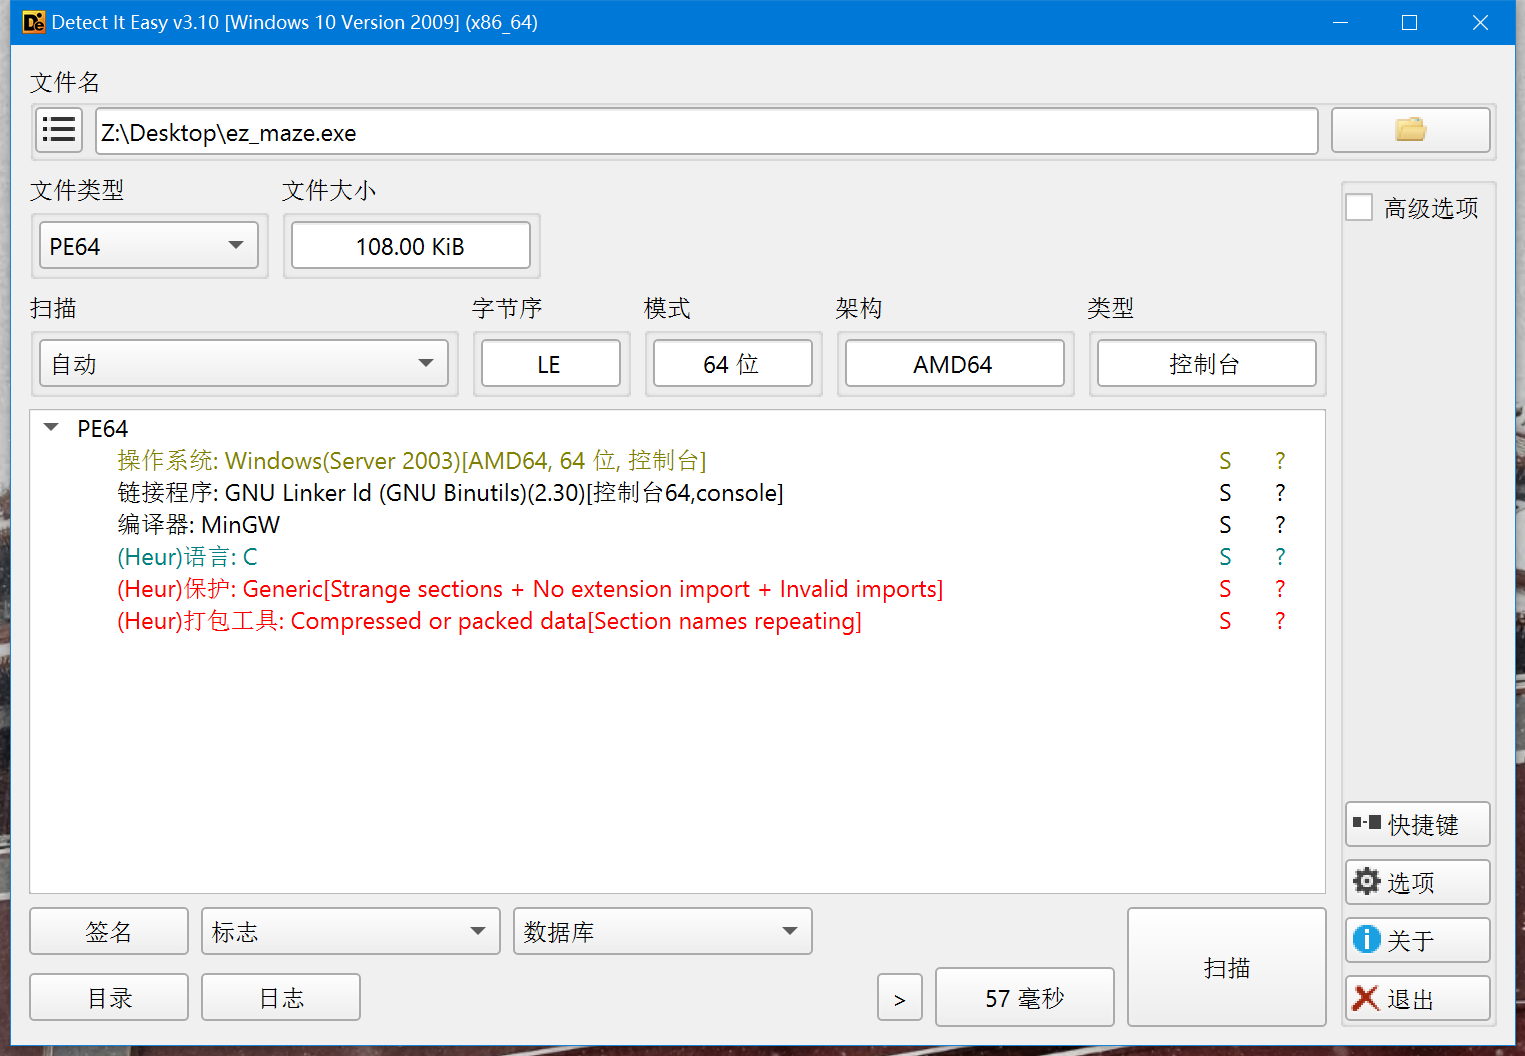 Detect It Easy v3.10 [Windows 10 Version 2009] (x86_64)
文件名
Z:\Desktop\ez_maze.exe
文件类型 文件大小
高级选项
PE64 108.00 KiB
扫描 字节序 模式 架构 类型
自动 LE 64 位 AMD64 控制台
PE64
操作系统: Windows(Server 2003)[AMD64, 64 位, 控制台] S ?
链接程序: GNU Linker ld (GNU Binutils)(2.30)[控制台64,console] S ?
编译器: MinGW S ?
(Heur)语言: C S ?
(Heur)保护: Generic[Strange sections + No extension import + Invalid imports] S ?
(Heur)打包工具: Compressed or packed data[Section names repeating] S ?
快捷键
选项
签名 标志 数据库
关于
扫描
目录 日志 > 57 毫秒
退出